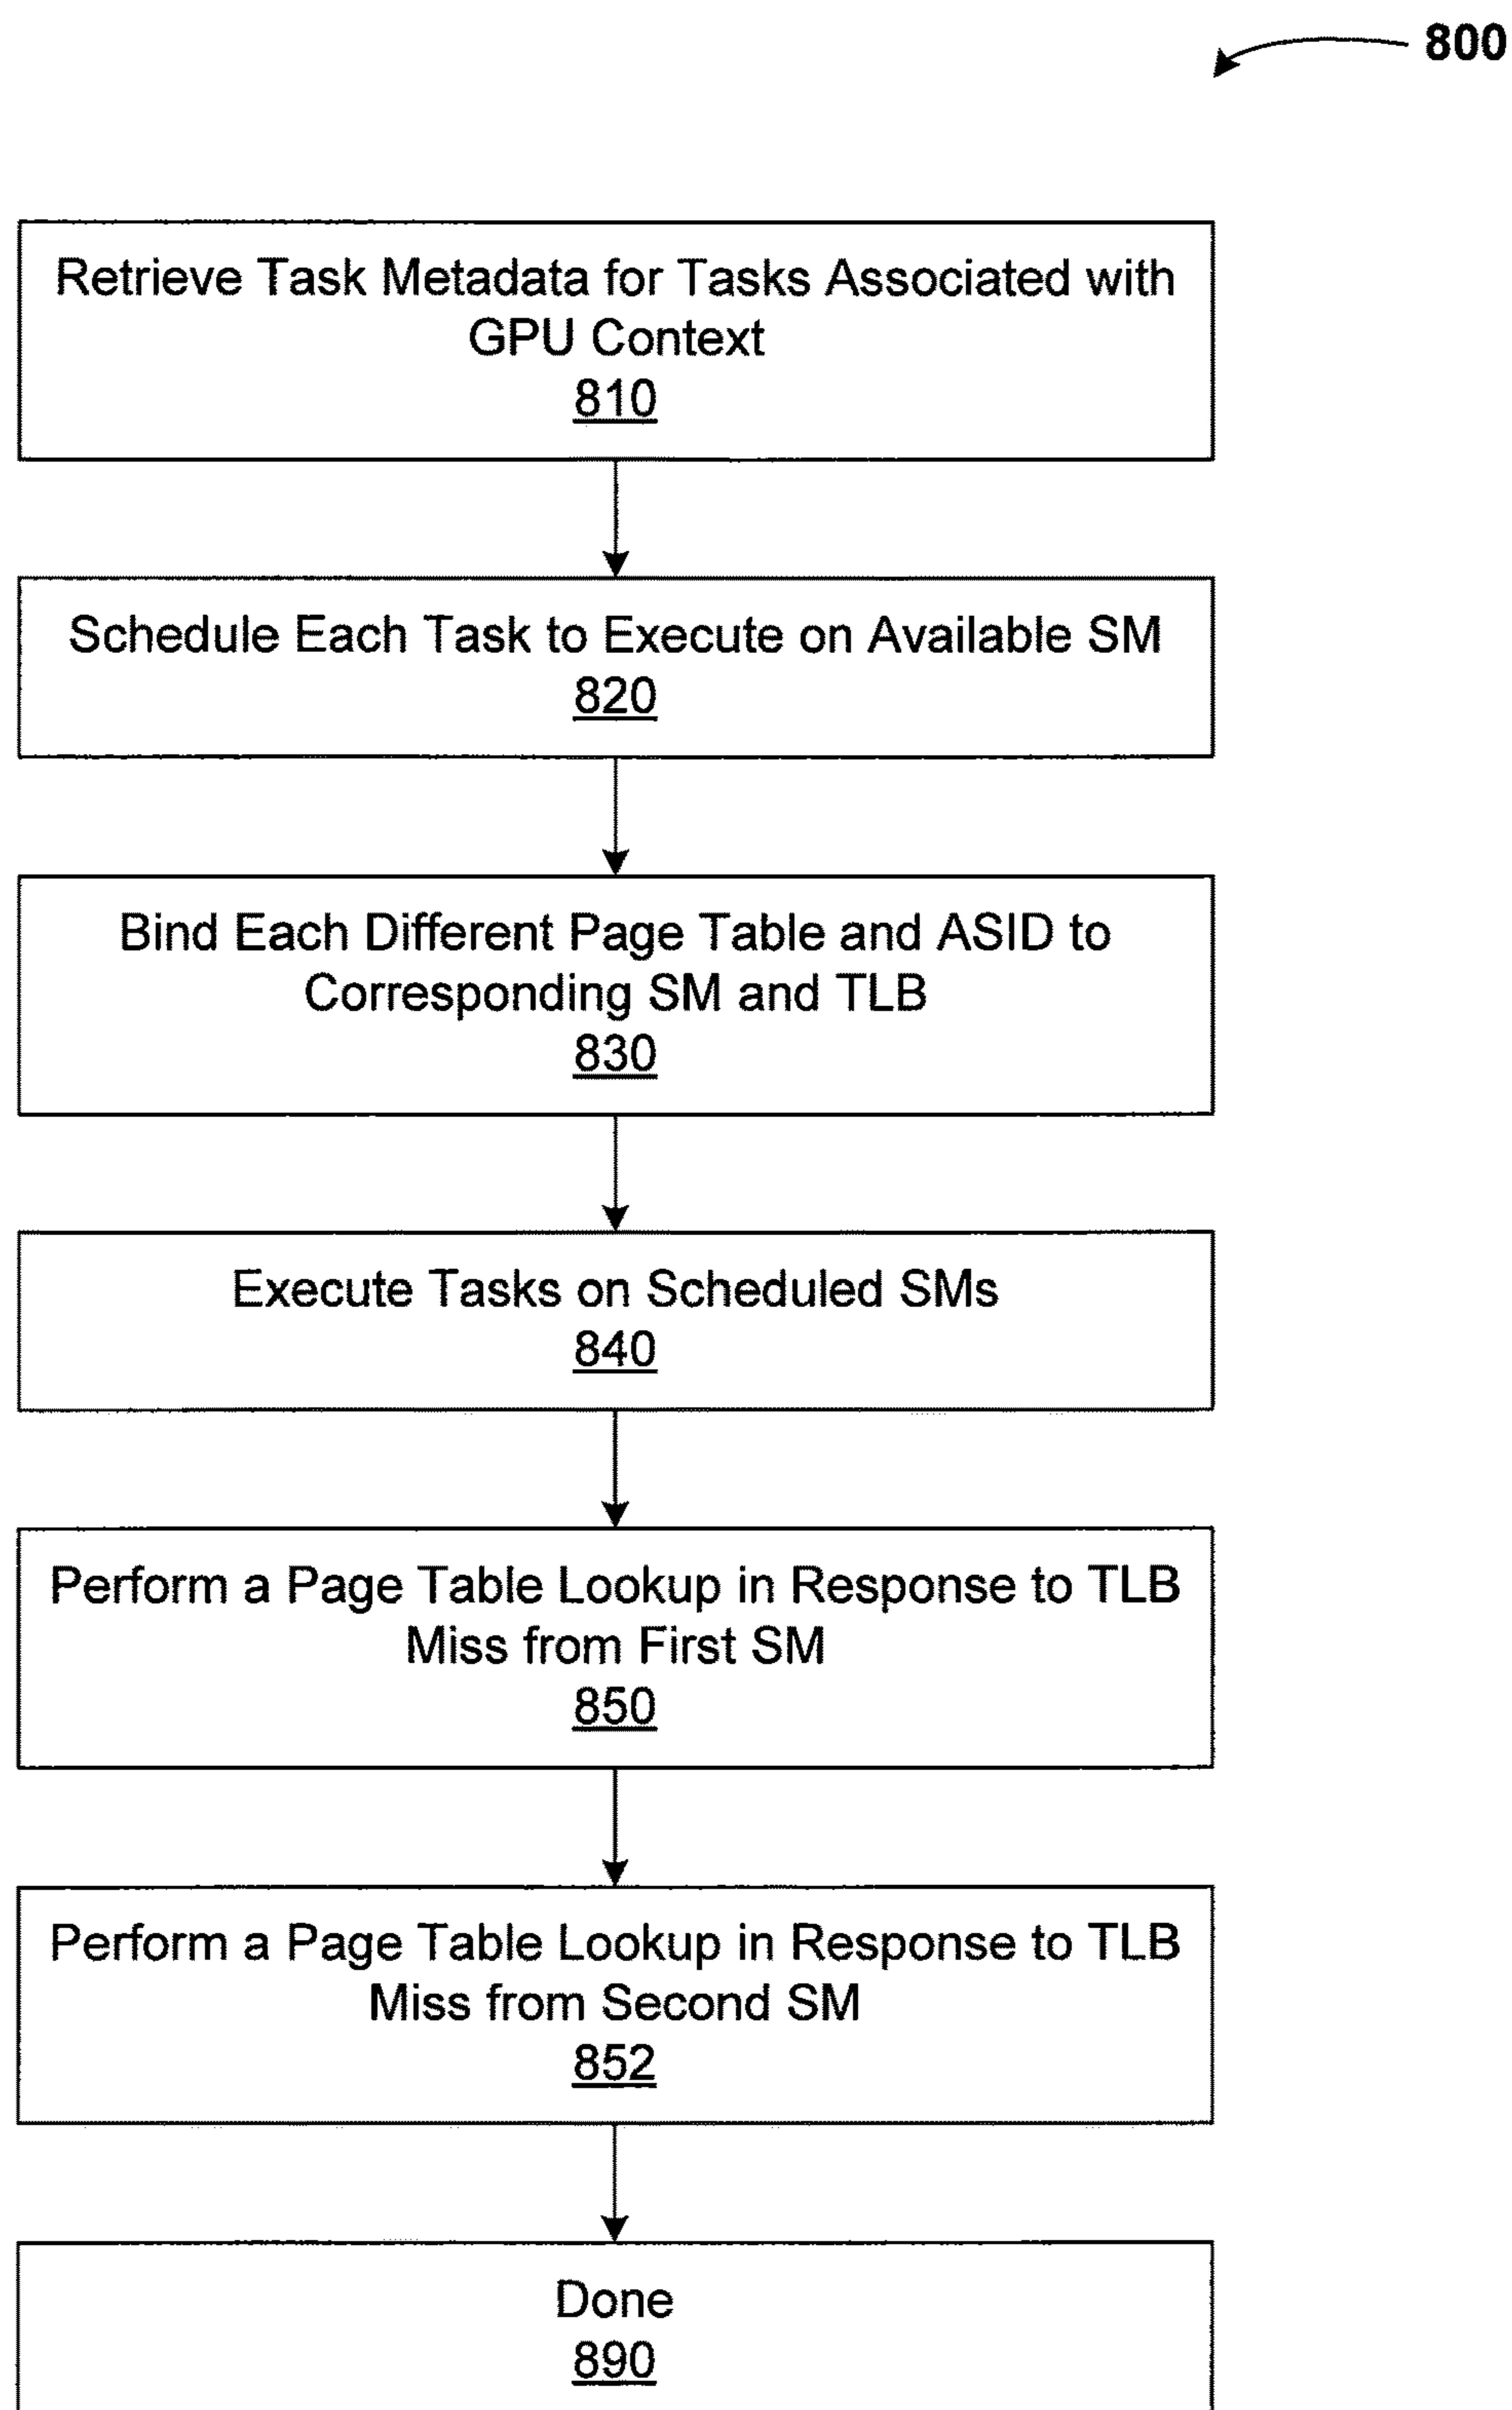 800
Retrieve Task Metadata for Tasks Associated with
GPU Context
810
Schedule Each Task to Execute on Available SM
820
Bind Each Different Page Table and ASID to
Corresponding SM and TLB
830
Execute Tasks on Scheduled SMs
840
Perform a Page Table Lookup in Response to TLB
Miss from First SM
850
Perform a Page Table Lookup in Response to TLB
Miss from Second SM
852
Done
890